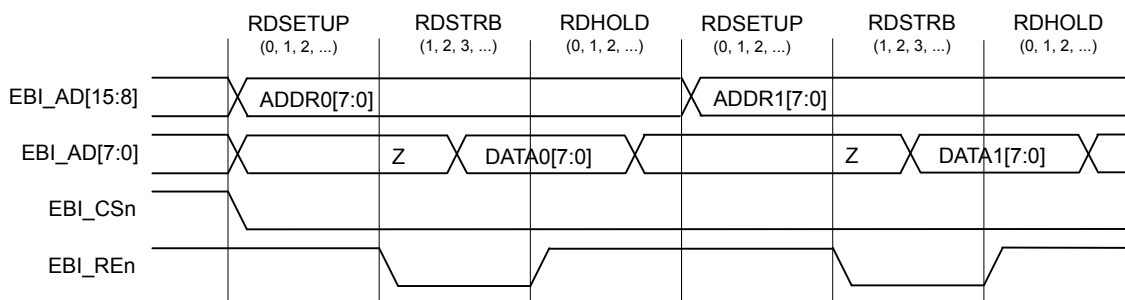 RDSETUP RDSTRB RDHOLD RDSETUP RDSTRB RDHOLD
(0, 1, 2, ...) (1, 2, 3, ...) (0, 1, 2, ...) (0, 1, 2, ...) (1, 2, 3, ...) (0, 1, 2, ...)
EBI_AD[15:8] ADDR0[7:0] ADDR1[7:0]
EBI_AD[7:0] Z DATA0[7:0] Z DATA1[7:0]
EBI_CSn
EBI_REn